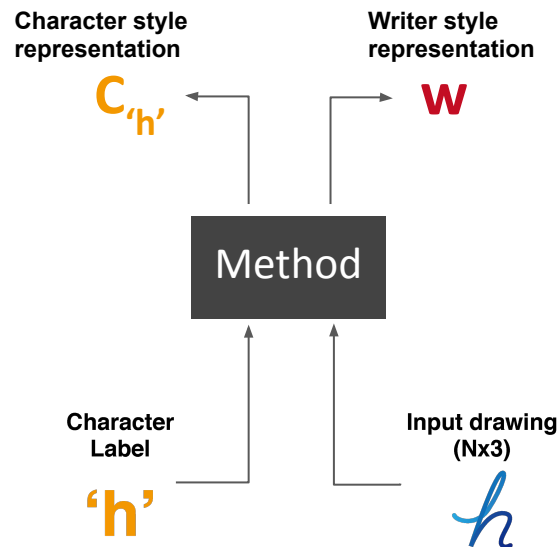 Character style
representation
C‘h’
Writer style
representation
w
Method
Character
Label
‘h’
Input drawing
(Nx3)
h